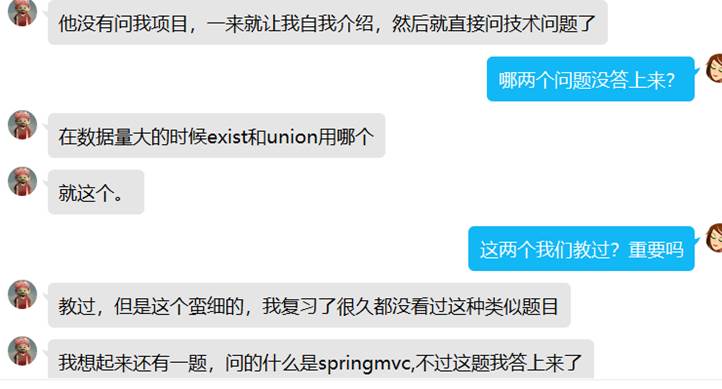 他没有问我项目，一来就让我自我介绍，然后就直接问技术问题了
哪两个问题没答上来？
在数据量大的时候exist和union用哪个
就这个。
这两个我们教过？重要吗
教过，但是这个蛮细的，我复习了很久都没看过这种类似题目
我想起来还有一题，问的什么是springmvc,不过这题我答上来了